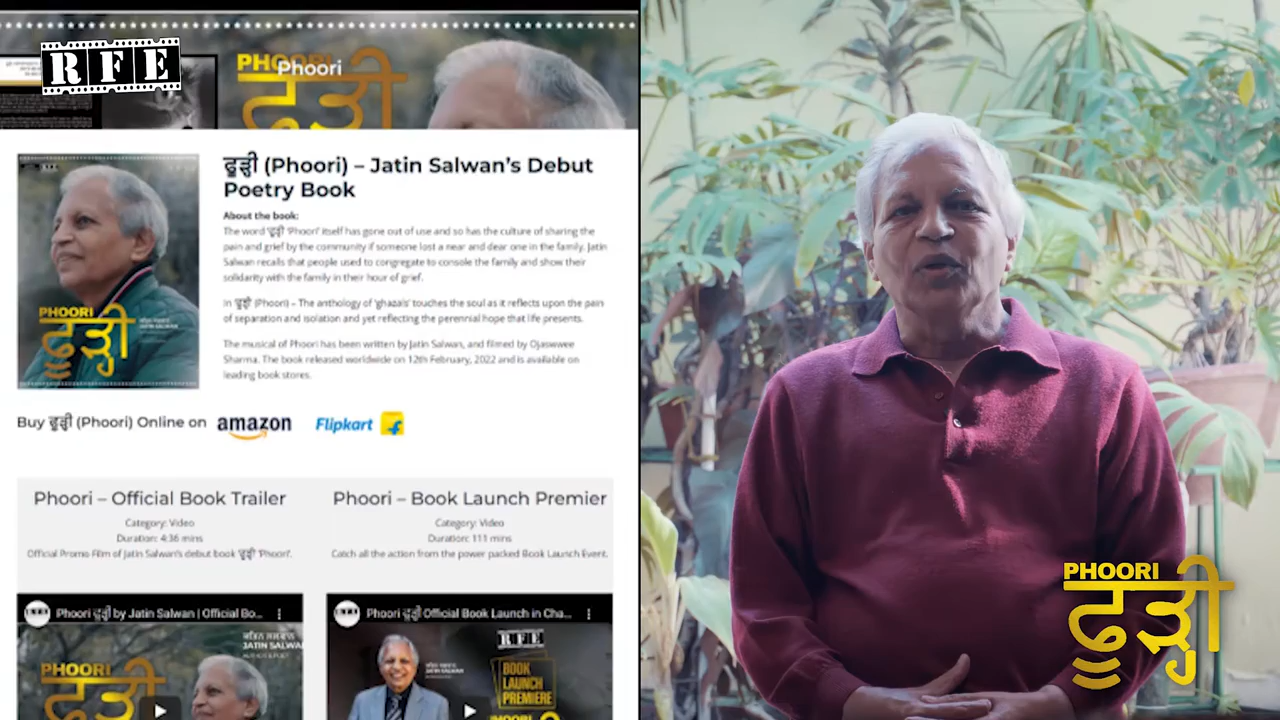 RFE
PHOORI
Phoori
ਫੂੜ੍ਹੀ
ਫੂੜ੍ਹੀ (Phoori) – Jatin Salwan's Debut
Poetry Book
About the book:
The word 'ਫੂੜ੍ਹੀ 'Phoori' itself has gone out of use and so has the culture of sharing the
pain and grief by the community if someone lost a near and dear one in the family. Jatin
Salwan recalls that people used to congregate to console the family and show their
solidarity with the family in their hour of grief.
In 'ਫੂੜ੍ਹੀ' (Phoori) – The anthology of 'ghazals' touches the soul as it reflects upon the pain
of separation and isolation and yet reflecting the perennial hope that life presents.
The musical of Phoori has been written by Jatin Salwan, and filmed by Ojaswwee
Sharma. The book released worldwide on 12th February, 2022 and is available on
leading book stores.
PHOORI
ਫੂੜ੍ਹੀ
JATIN SALWAN
Buy ਫੂੜ੍ਹੀ (Phoori) Online on amazon Flipkart
Phoori – Official Book Trailer
Category: Video
Duration: 4:36 mins
Official Promo Film of Jatin Salwan's debut book 'ਫੂੜ੍ਹੀ 'Phoori'.
Phoori – Book Launch Premier
Category: Video
Duration: 111 mins
Catch all the action from the power packed Book Launch Event.
Phoori ਫੂੜ੍ਹੀ by Jatin Salwan | Official Bo...
ਜਤਿਨ ਸਲਵਾਨ
JATIN SALWA
AUTHOR & POET
PHOORI
Phoori ਫੂੜ੍ਹੀ Official Book Launch in Cha...
JATIN SALWAN
RFE
BOOK
LAUNCH
PREMIERE
PHOORI
ਫੂੜ੍ਹੀ